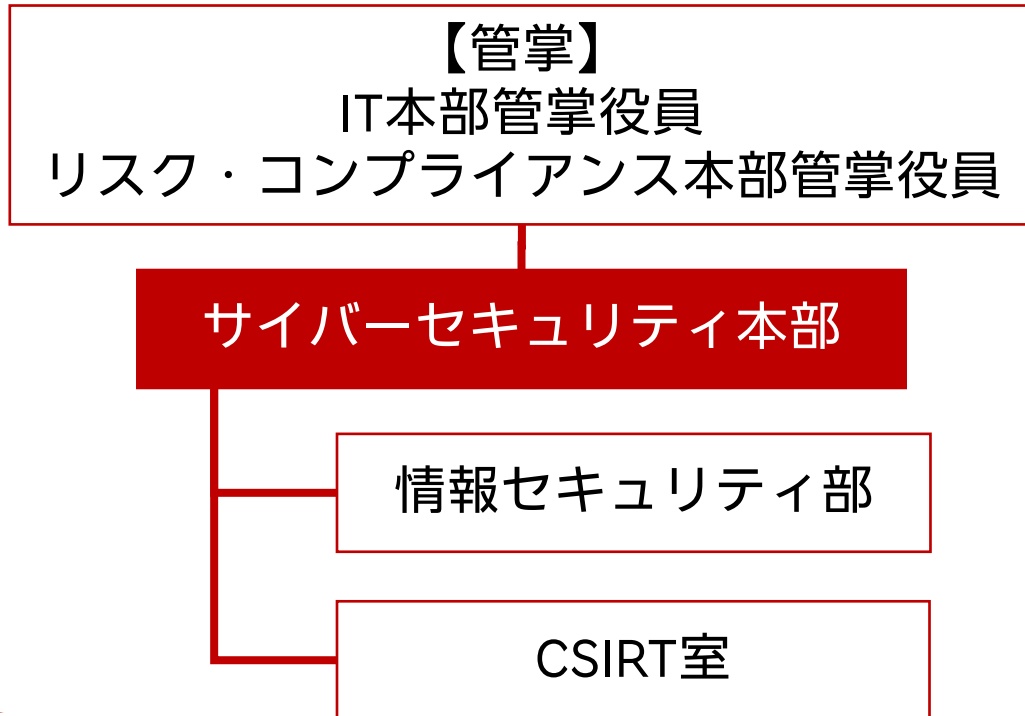 【管掌】
IT本部管掌役員
リスク・コンプライアンス本部管掌役員
サイバーセキュリティ本部
情報セキュリティ部
CSIRT室